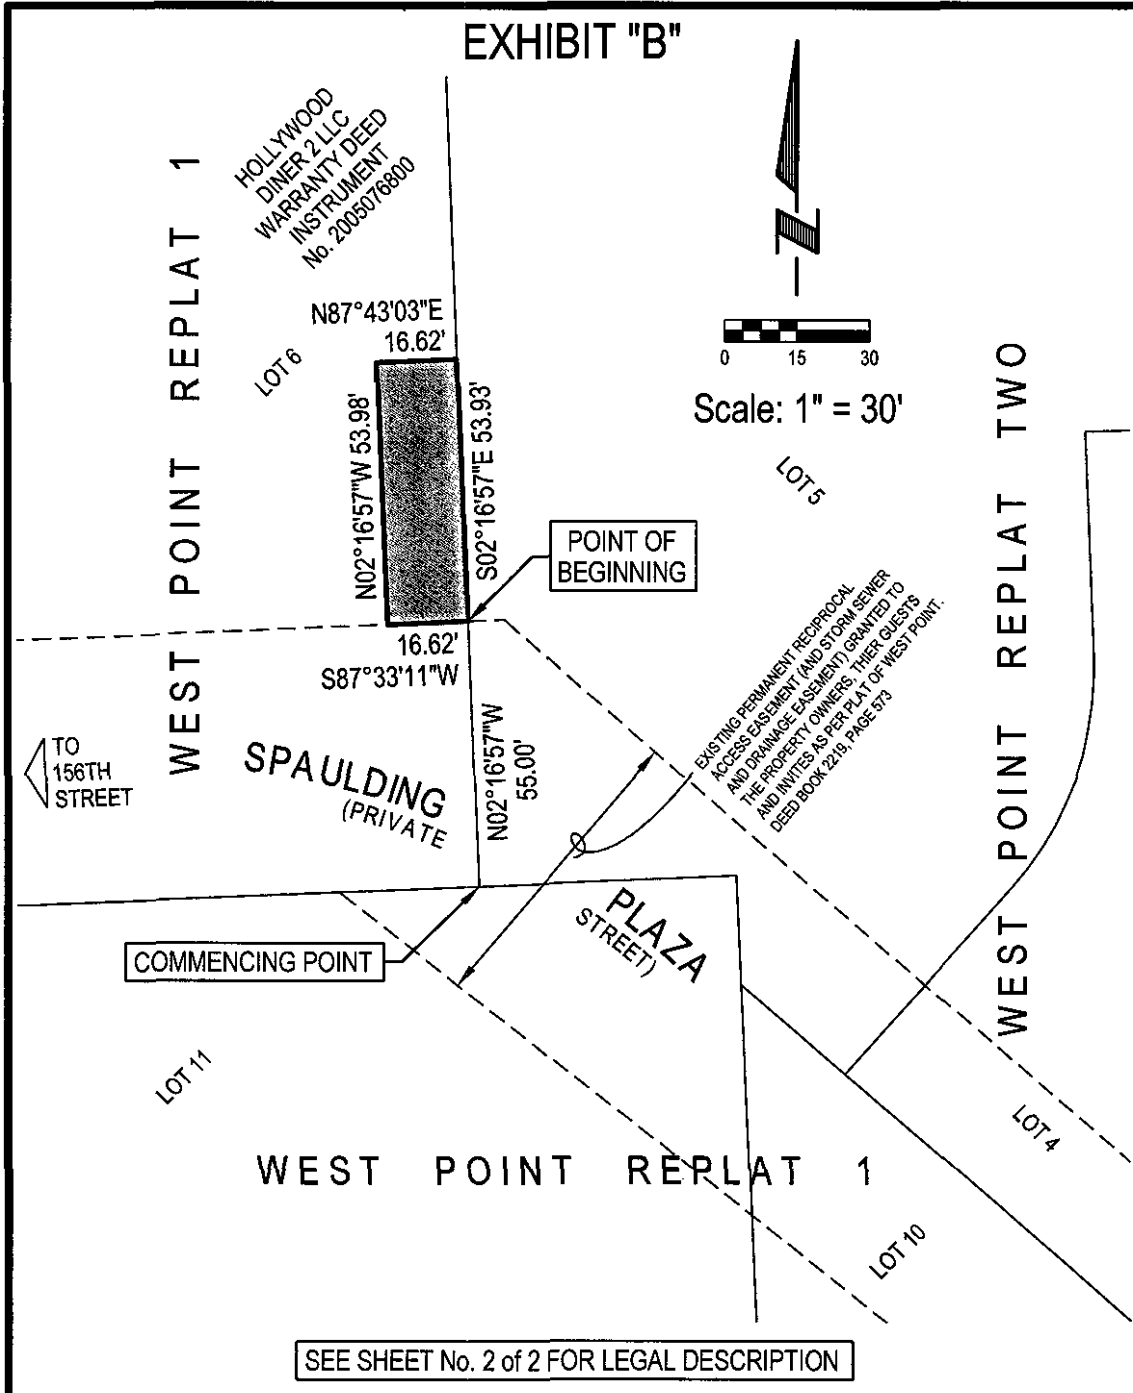 EXHIBIT "B"
HOLLYWOOD
DINER 2 LLC
WARRANTY DEED
INSTRUMENT
No. 2005076800
WEST POINT REPLAT 1
N87°43'03"E
16.62'
LOT 6
0 15 30
Scale: 1" = 30'
N02°16'57"W 53.98'
S02°16'57"E 53.93'
LOT 5
WEST POINT REPLAT TWO
POINT OF
BEGINNING
16.62'
S87°33'11"W
EXISTING PERMANENT RECIPROCAL
ACCESS EASEMENT (AND STORM SEWER
AND DRAINAGE EASEMENT) GRANTED TO
THE PROPERTY OWNERS, THIER GUESTS
AND INVITES AS PER PLAT OF WEST POINT.
DEED BOOK 2219, PAGE 573
TO
156TH
STREET
SPAULDING
(PRIVATE
N02°16'57"W
55.00'
PLAZA
STREET)
COMMENCING POINT
LOT 11
LOT 4
WEST POINT REPLAT 1
LOT 10
SEE SHEET No. 2 of 2 FOR LEGAL DESCRIPTION